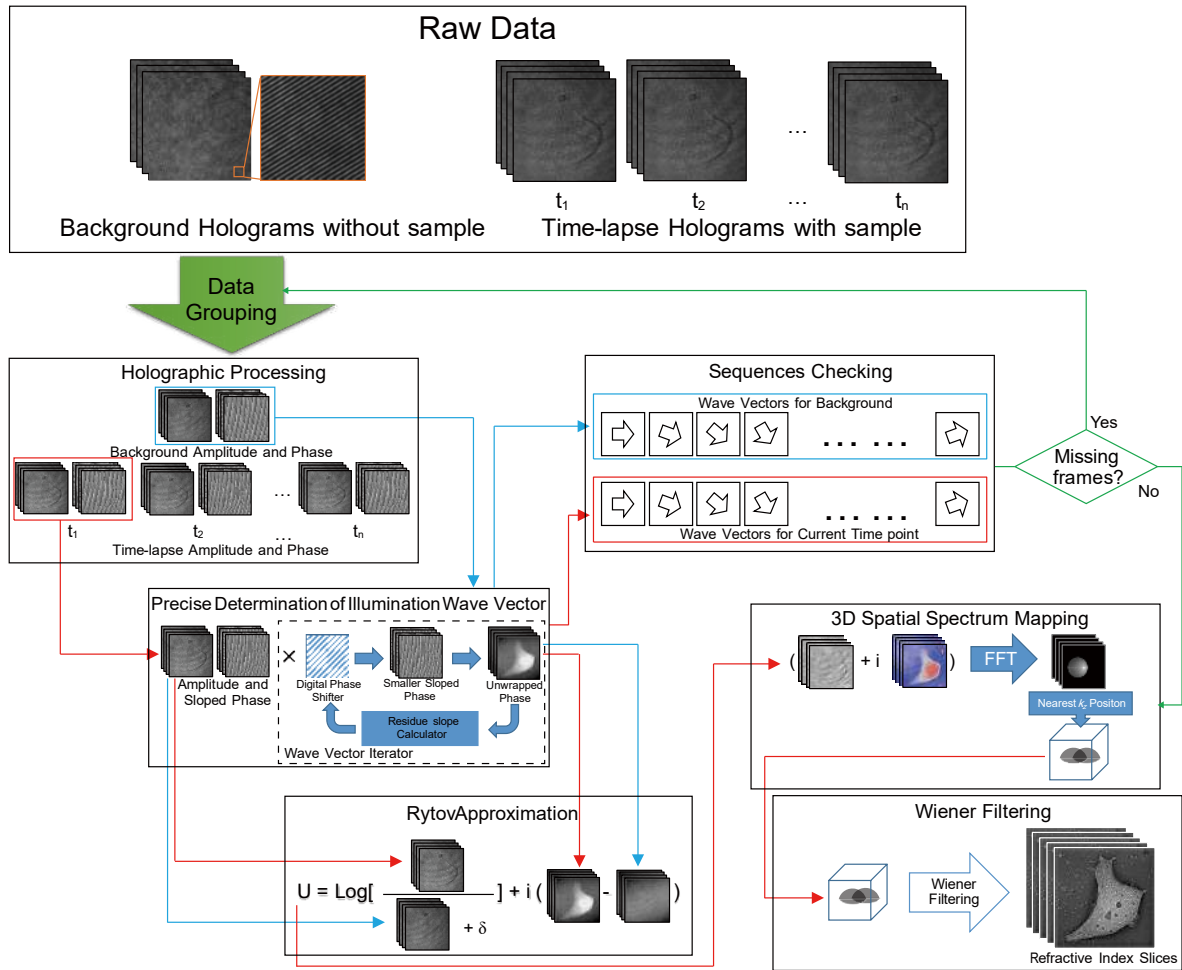 Raw Data
...
t1
t2
...
tn
Background Holograms without sample
Time-lapse Holograms with sample
Data
Grouping
Holographic Processing
Background Amplitude and Phase
...
t1
t2
...
tn
Time-lapse Amplitude and Phase
Sequences Checking
Wave Vectors for Background
... ...
... ...
Wave Vectors for Current Time point
Yes
Missing
frames?
No
Precise Determination of Illumination Wave Vector
×
Amplitude and
Sloped Phase
Digital Phase
Shifter
Smaller Sloped
Phase
Unwrapped
Phase
Residue slope
Calculator
Wave Vector Iterator
3D Spatial Spectrum Mapping
( + i )
FFT
Nearest kz Positon
RytovApproximation
U = Log[ ] + i ( - )
+ δ
Wiener Filtering
Wiener
Filtering
Refractive Index Slices